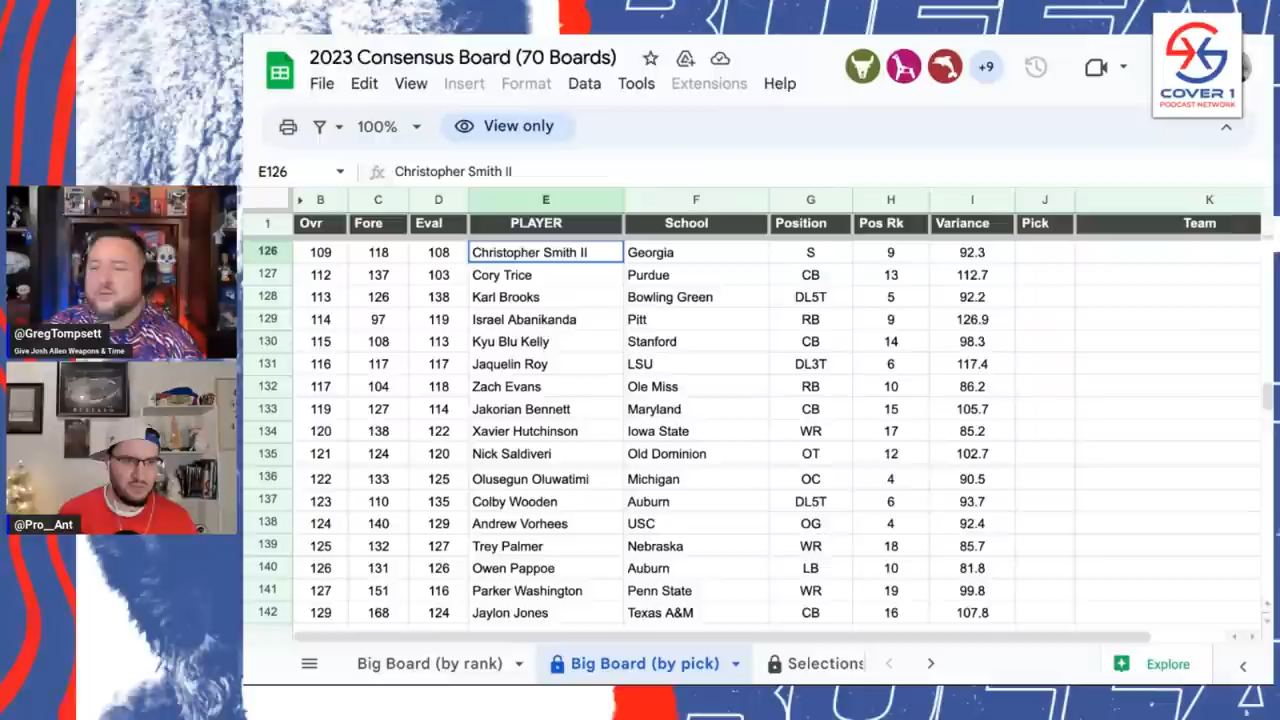 2023 Consensus Board (70 Boards)
+9
File Edit View Insert Format Data Tools Extensions Help
100% View only
E126 fx Christopher Smith II
B C D E F G H I J K
1 Ovr Fore Eval PLAYER School Position Pos Rk Variance Pick Team
126 109 118 108 Christopher Smith II Georgia S 9 92.3
127 112 137 103 Cory Trice Purdue CB 13 112.7
128 113 126 138 Karl Brooks Bowling Green DL5T 5 92.2
129 114 97 119 Israel Abanikanda Pitt RB 9 126.9
130 115 108 113 Kyu Blu Kelly Stanford CB 14 98.3
131 116 117 117 Jaquelin Roy LSU DL3T 6 117.4
132 117 104 118 Zach Evans Ole Miss RB 10 86.2
133 119 127 114 Jakorian Bennett Maryland CB 15 105.7
134 120 138 122 Xavier Hutchinson Iowa State WR 17 85.2
135 121 124 120 Nick Saldiveri Old Dominion OT 12 102.7
136 122 133 125 Olusegun Oluwatimi Michigan OC 4 90.5
137 123 110 135 Colby Wooden Auburn DL5T 6 93.7
138 124 140 129 Andrew Vorhees USC OG 4 92.4
139 125 132 127 Trey Palmer Nebraska WR 18 85.7
140 126 131 126 Owen Pappoe Auburn LB 10 81.8
141 127 151 116 Parker Washington Penn State WR 19 99.8
142 129 168 124 Jaylon Jones Texas A&M CB 16 107.8
Big Board (by rank) Big Board (by pick) Selections Explore
COVER 1
PODCAST NETWORK
@GregTompsett
Give Josh Allen Weapons & Time
@Pro__Ant